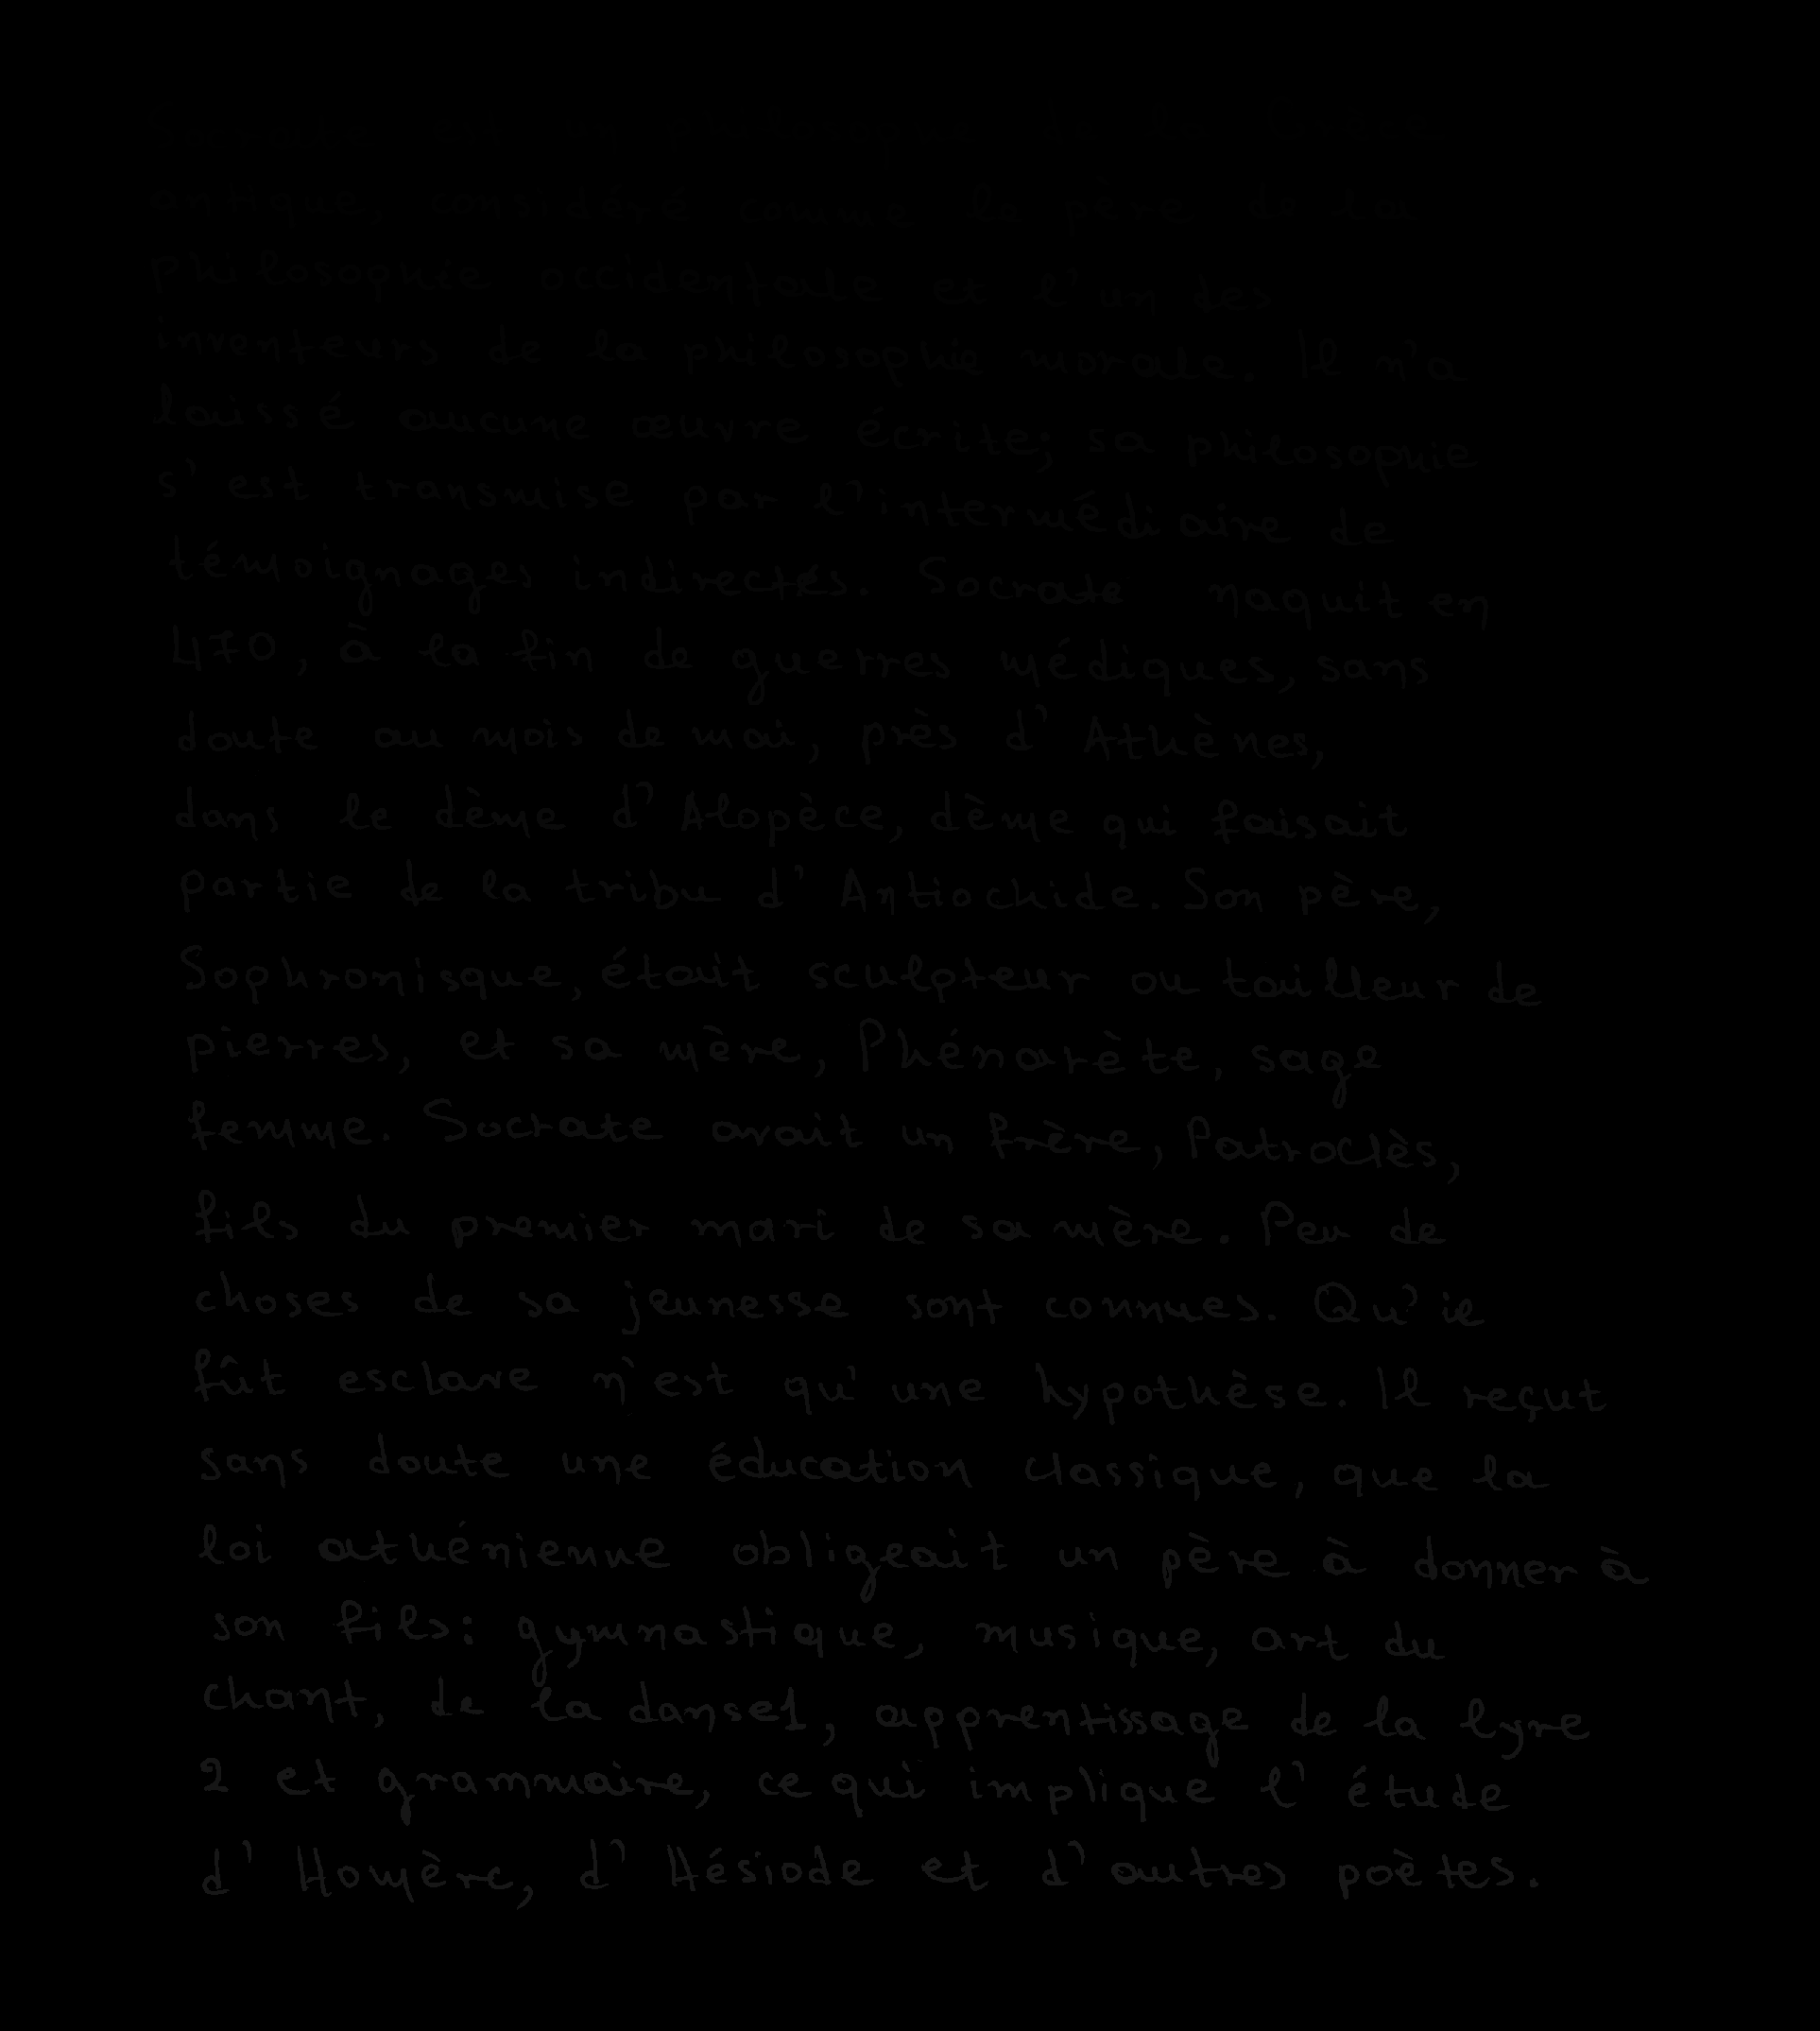 antique, considéré comme le père de la
philosophie occidentale et l'un des
inventeurs de la philosophie morale. Il n'a
laissé aucune œuvre écrite; sa philosophie
s'est transmise par l'intermédiaire de
témoignages indirectes. Socrate naquit en
470, à la fin de guerres médiques, sans
doute au mois de mai, près d'Athènes,
dans le dème d'Alopèce, dème qui faisait
partie de la tribu d'Antiochide. Son père,
Sophronisque, était sculpteur ou tailleur de
pierres, et sa mère, Phénarète, sage
femme. Socrate avait un frère, Patroclès,
fils du premier mari de sa mère. Peu de
choses de sa jeunesse sont connues. Qu'il
fût esclave n'est qu'une hypothèse. Il reçut
sans doute une éducation classique, que la
loi athénienne obligeait un père à donner à
son fils: gymnastique, musique, art du
chant, de la danse1, apprentissage de la lyre
2 et grammaire, ce qui implique l'étude
d'Homère, d'Hésiode et d'autres poètes.